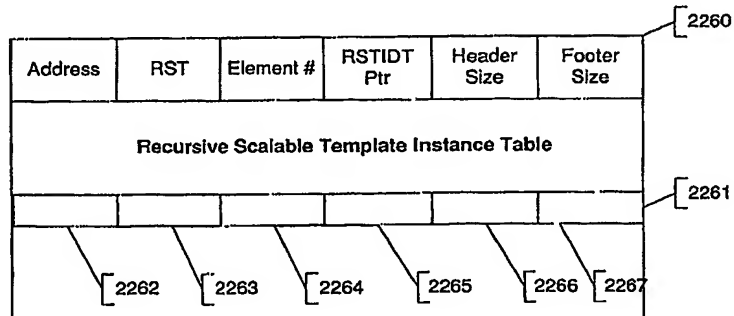 2260
Address RST Element # RSTIDT Ptr Header Size Footer Size
Recursive Scalable Template Instance Table
2261
2262 2263 2264 2265 2266 2267